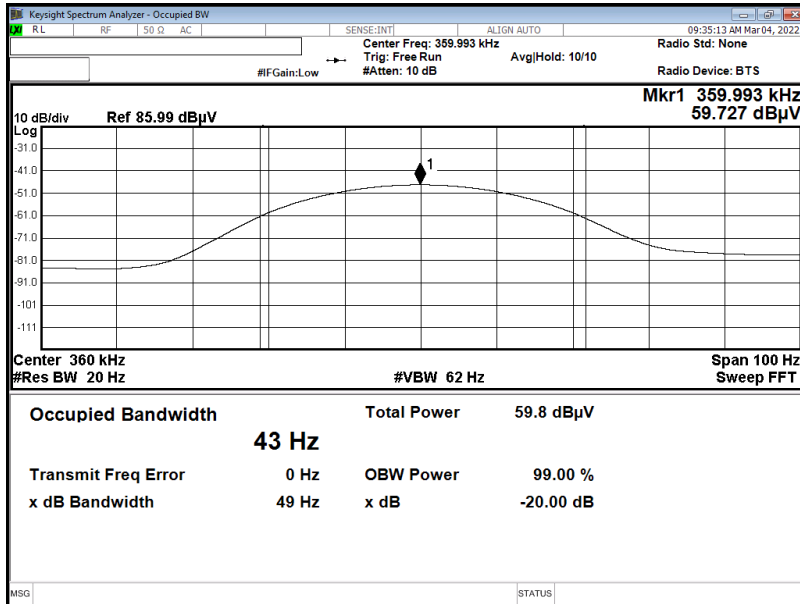 Keysight Spectrum Analyzer - Occupied BW
LXI RL RF 50 Ω AC SENSE:INT ALIGN AUTO 09:35:13 AM Mar 04, 2022
Center Freq: 359.993 kHz Radio Std: None
Trig: Free Run Avg|Hold: 10/10
#IFGain:Low #Atten: 10 dB Radio Device: BTS
Mkr1 359.993 kHz
59.727 dBµV
10 dB/div Ref 85.99 dBµV
Log
-31.0
-41.0
1
-51.0
-61.0
-71.0
-81.0
-91.0
-101
-111
Center 360 kHz Span 100 Hz
#Res BW 20 Hz #VBW 62 Hz Sweep FFT
Occupied Bandwidth Total Power 59.8 dBµV
43 Hz
Transmit Freq Error 0 Hz OBW Power 99.00 %
x dB Bandwidth 49 Hz x dB -20.00 dB
MSG STATUS